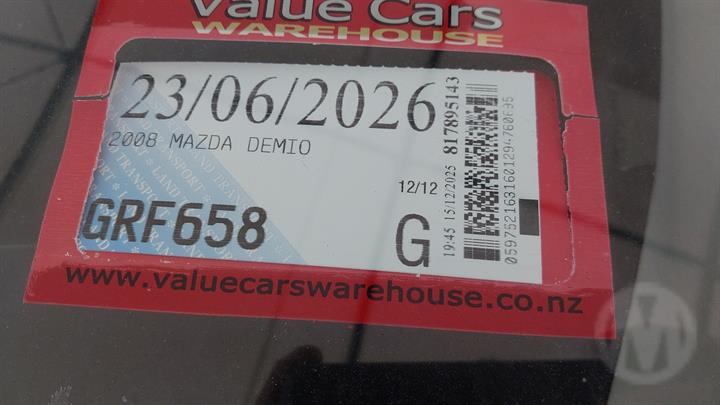 Value Cars
WAREHOUSE
23/06/2026
2008 MAZDA DEMIO
12/12
GRF658
G
19:45 15/12/2025 817895143
0597521631601294760695
www.valuecarswarehouse.co.nz
M